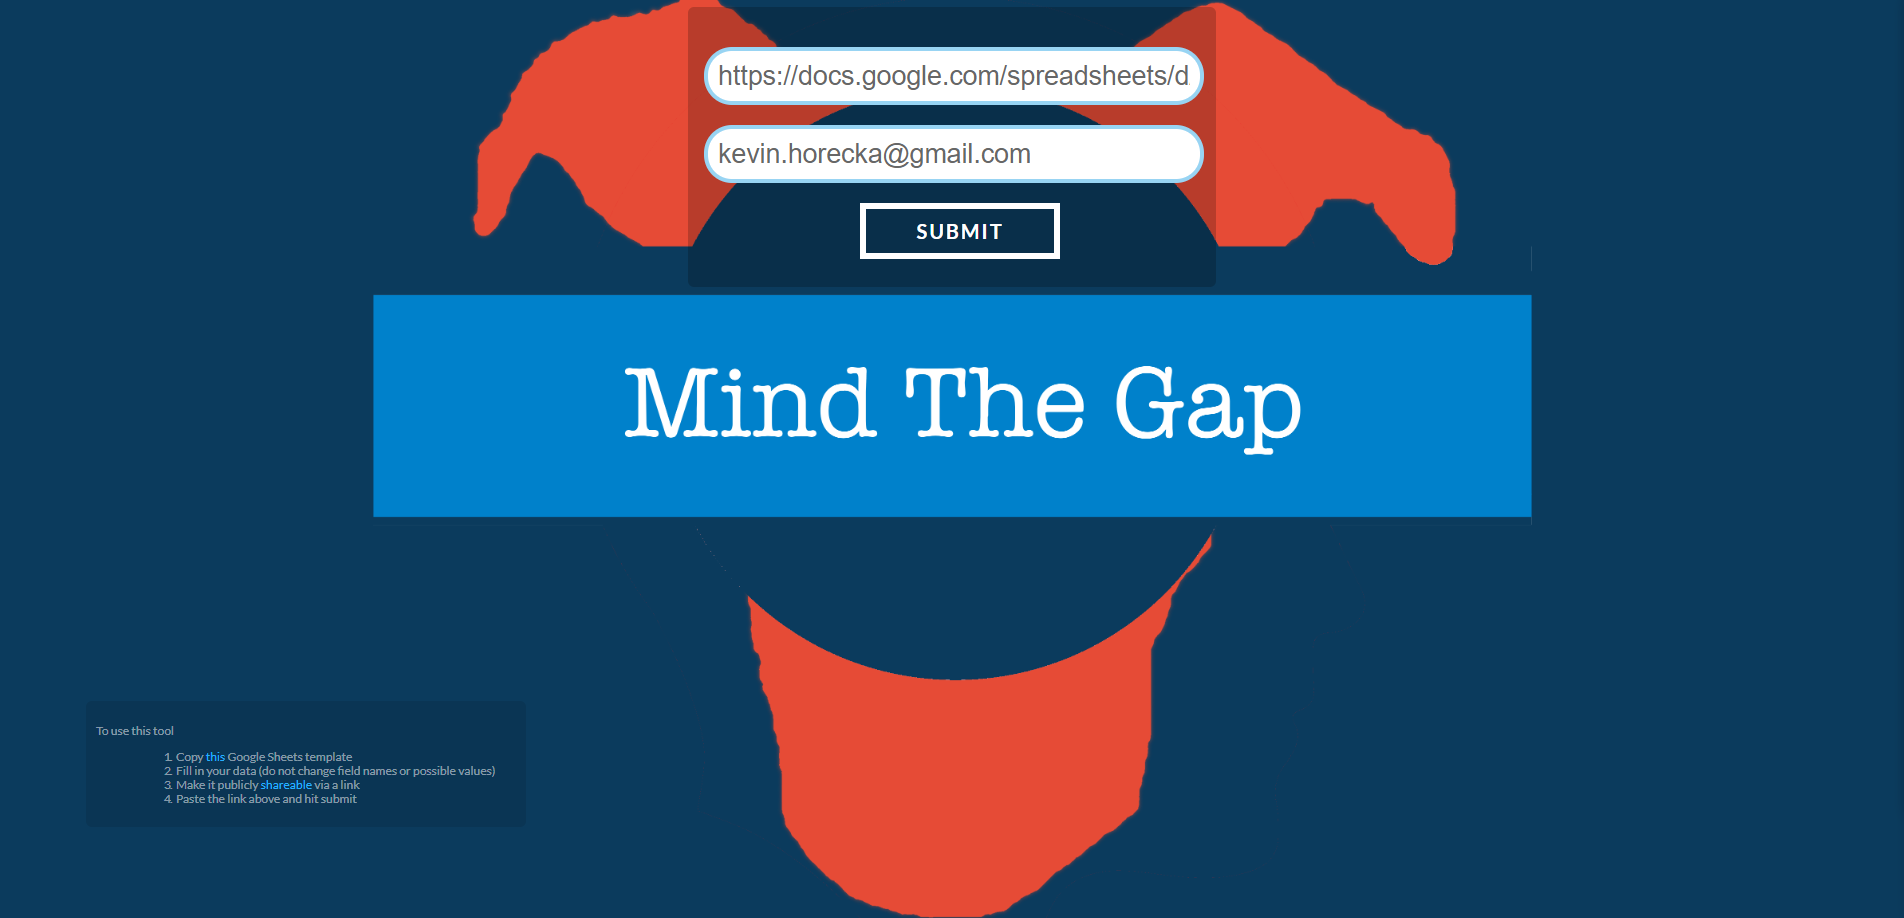 https://docs.google.com/spreadsheets/d
kevin.horecka@gmail.com
SUBMIT
Mind The Gap
To use this tool
1. Copy this Google Sheets template
2. Fill in your data (do not change field names or possible values)
3. Make it publicly shareable via a link
4. Paste the link above and hit submit